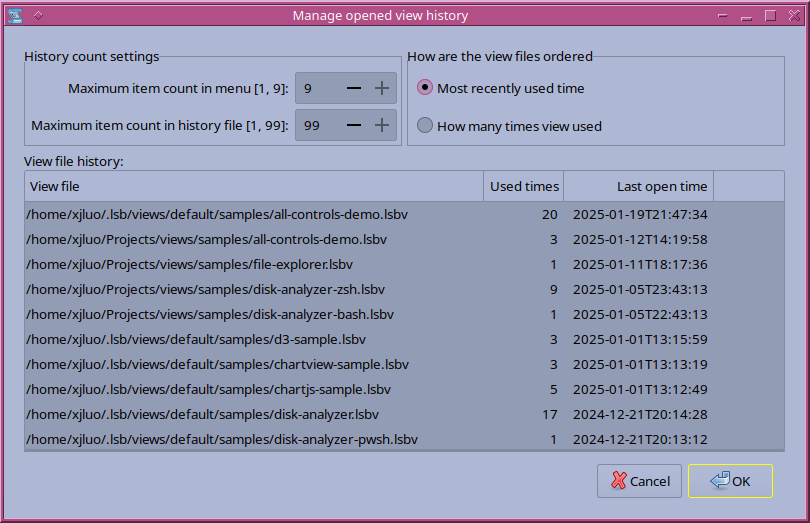 Manage opened view history
History count settings
Maximum item count in menu [1, 9]: 9
Maximum item count in history file [1, 99]: 99
How are the view files ordered
Most recently used time
How many times view used
View file history:
View file Used times Last open time
/home/xjluo/.lsb/views/default/samples/all-controls-demo.lsbv 20 2025-01-19T21:47:34
/home/xjluo/Projects/views/samples/all-controls-demo.lsbv 3 2025-01-12T14:19:58
/home/xjluo/Projects/views/samples/file-explorer.lsbv 1 2025-01-11T18:17:36
/home/xjluo/Projects/views/samples/disk-analyzer-zsh.lsbv 9 2025-01-05T23:43:13
/home/xjluo/Projects/views/samples/disk-analyzer-bash.lsbv 1 2025-01-05T22:43:13
/home/xjluo/.lsb/views/default/samples/d3-sample.lsbv 3 2025-01-01T13:15:59
/home/xjluo/.lsb/views/default/samples/chartview-sample.lsbv 3 2025-01-01T13:13:19
/home/xjluo/.lsb/views/default/samples/chartjs-sample.lsbv 5 2025-01-01T13:12:49
/home/xjluo/.lsb/views/default/samples/disk-analyzer.lsbv 17 2024-12-21T20:14:28
/home/xjluo/.lsb/views/default/samples/disk-analyzer-pwsh.lsbv 1 2024-12-21T20:13:12
Cancel
OK